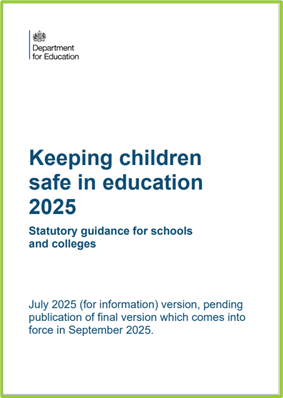 Department
for Education
Keeping children
safe in education
2025
Statutory guidance for schools
and colleges
July 2025 (for information) version, pending
publication of final version which comes into
force in September 2025.